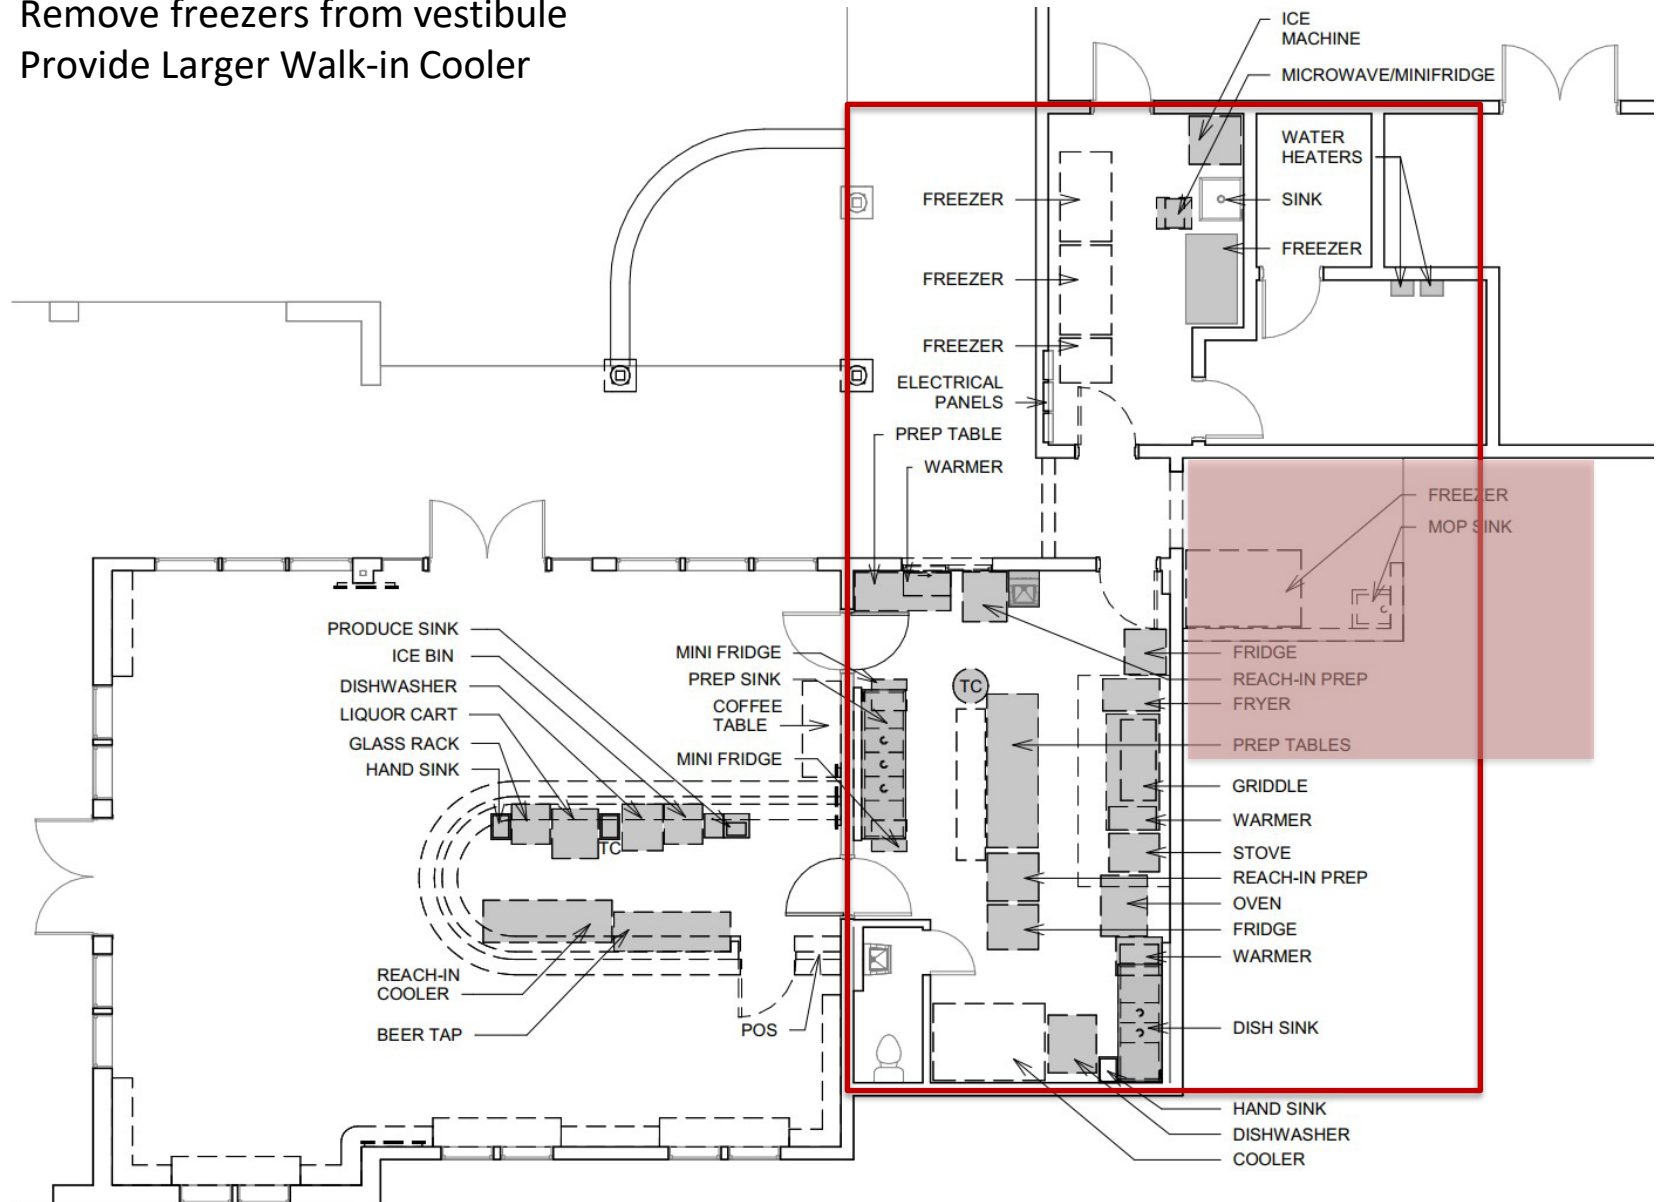 Remove freezers from vestibule
Provide Larger Walk-in Cooler
ICE
MACHINE
MICROWAVE/MINIFRIDGE
WATER
HEATERS
FREEZER
SINK
FREEZER
FREEZER
FREEZER
ELECTRICAL
PANELS
PREP TABLE
WARMER
FREEZER
MOP SINK
PRODUCE SINK
ICE BIN
DISHWASHER
LIQUOR CART
GLASS RACK
HAND SINK
MINI FRIDGE
PREP SINK
COFFEE
TABLE
MINI FRIDGE
TC
TC
FRIDGE
REACH-IN PREP
FRYER
PREP TABLES
GRIDDLE
WARMER
STOVE
REACH-IN PREP
OVEN
FRIDGE
WARMER
REACH-IN
COOLER
BEER TAP
POS
DISH SINK
HAND SINK
DISHWASHER
COOLER